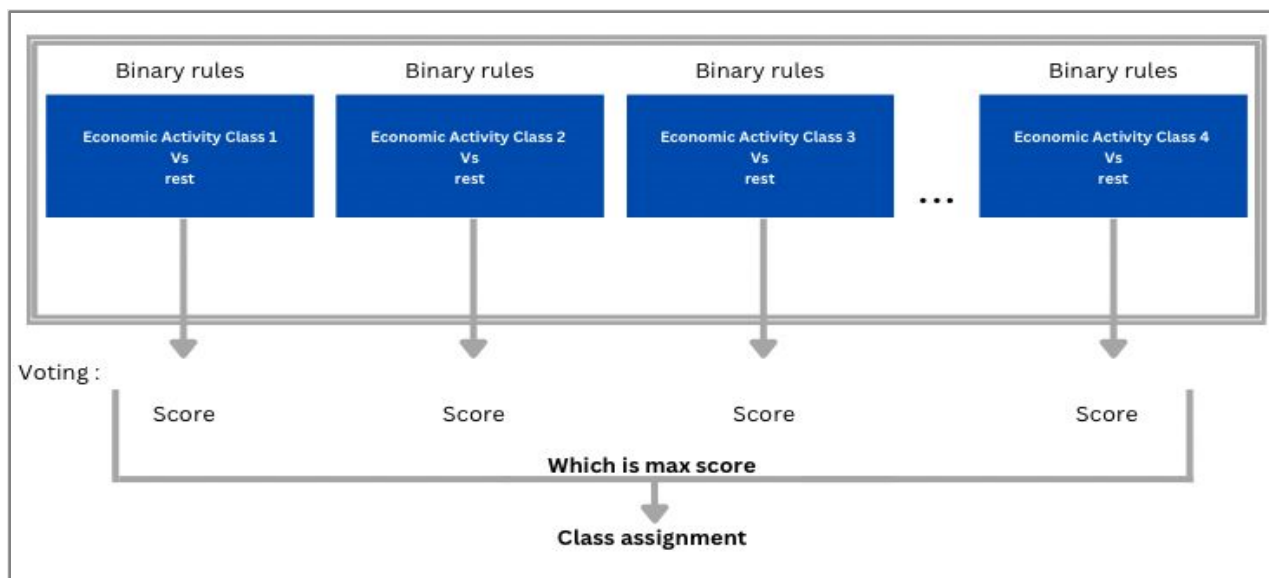 Binary rules
Binary rules
Binary rules
Binary rules
Economic Activity Class 1
Vs
rest
Economic Activity Class 2
Vs
rest
Economic Activity Class 3
Vs
rest
...
Economic Activity Class 4
Vs
rest
Voting :
Score
Score
Score
Score
Which is max score
Class assignment